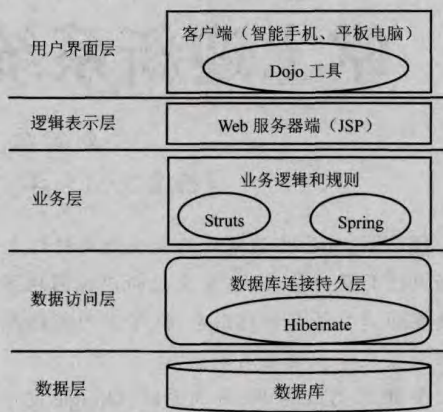 用户界面层
客户端（智能手机、平板电脑）
Dojo 工具
逻辑表示层
Web 服务器端（JSP）
业务层
业务逻辑和规则
Struts
Spring
数据访问层
数据库连接持久层
Hibernate
数据层
数据库